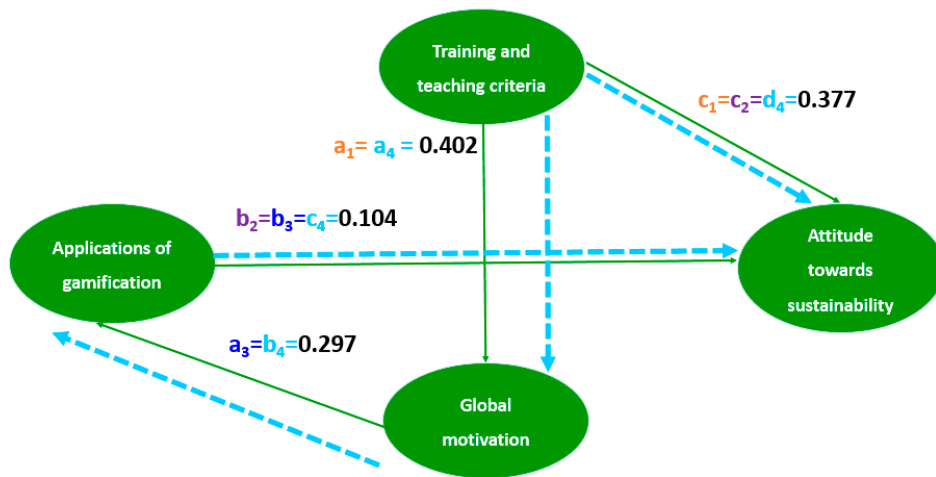 Training and
teaching criteria
c₁=c₂=d₄=0.377
a₁= a₄ = 0.402
b₂=b₃=c₄=0.104
Applications of
gamification
Attitude
towards
sustainability
a₃=b₄=0.297
Global
motivation